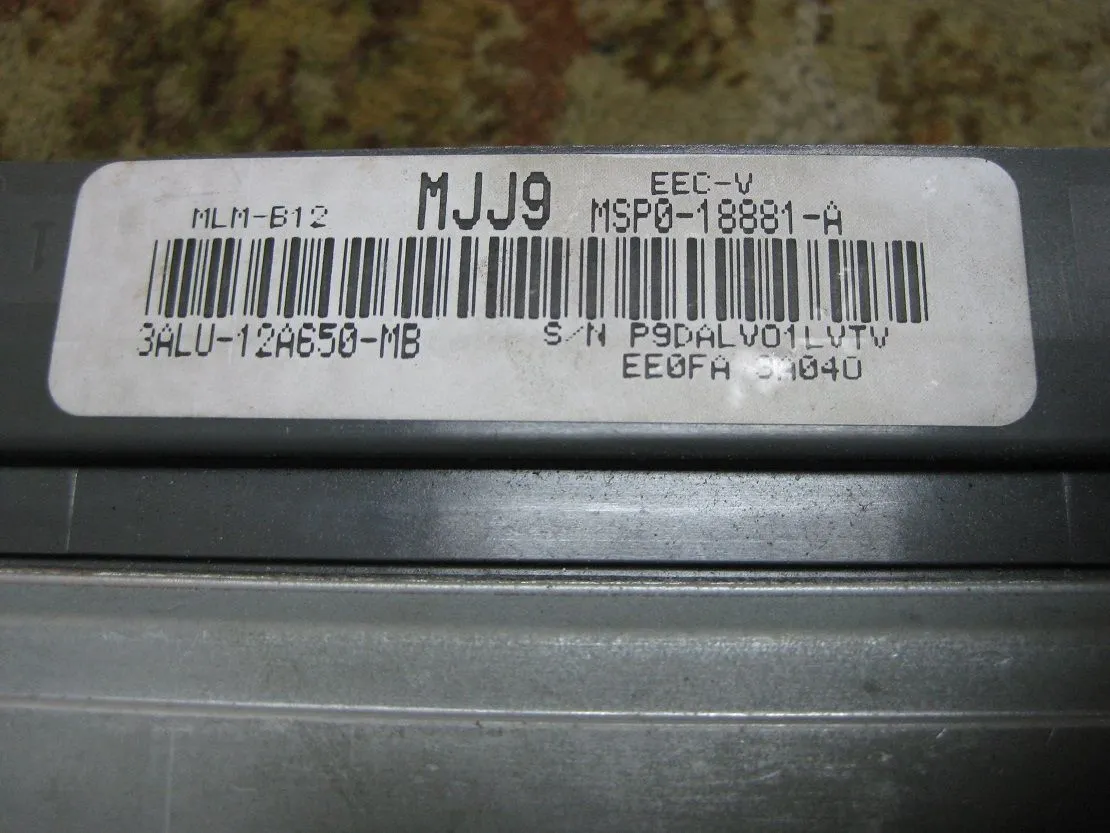 EEC-V
MLM-B12 MJJ9 MSP0-18881-A
3ALU-12A650-MB S/N P9DALV01LVTV
EE0FA